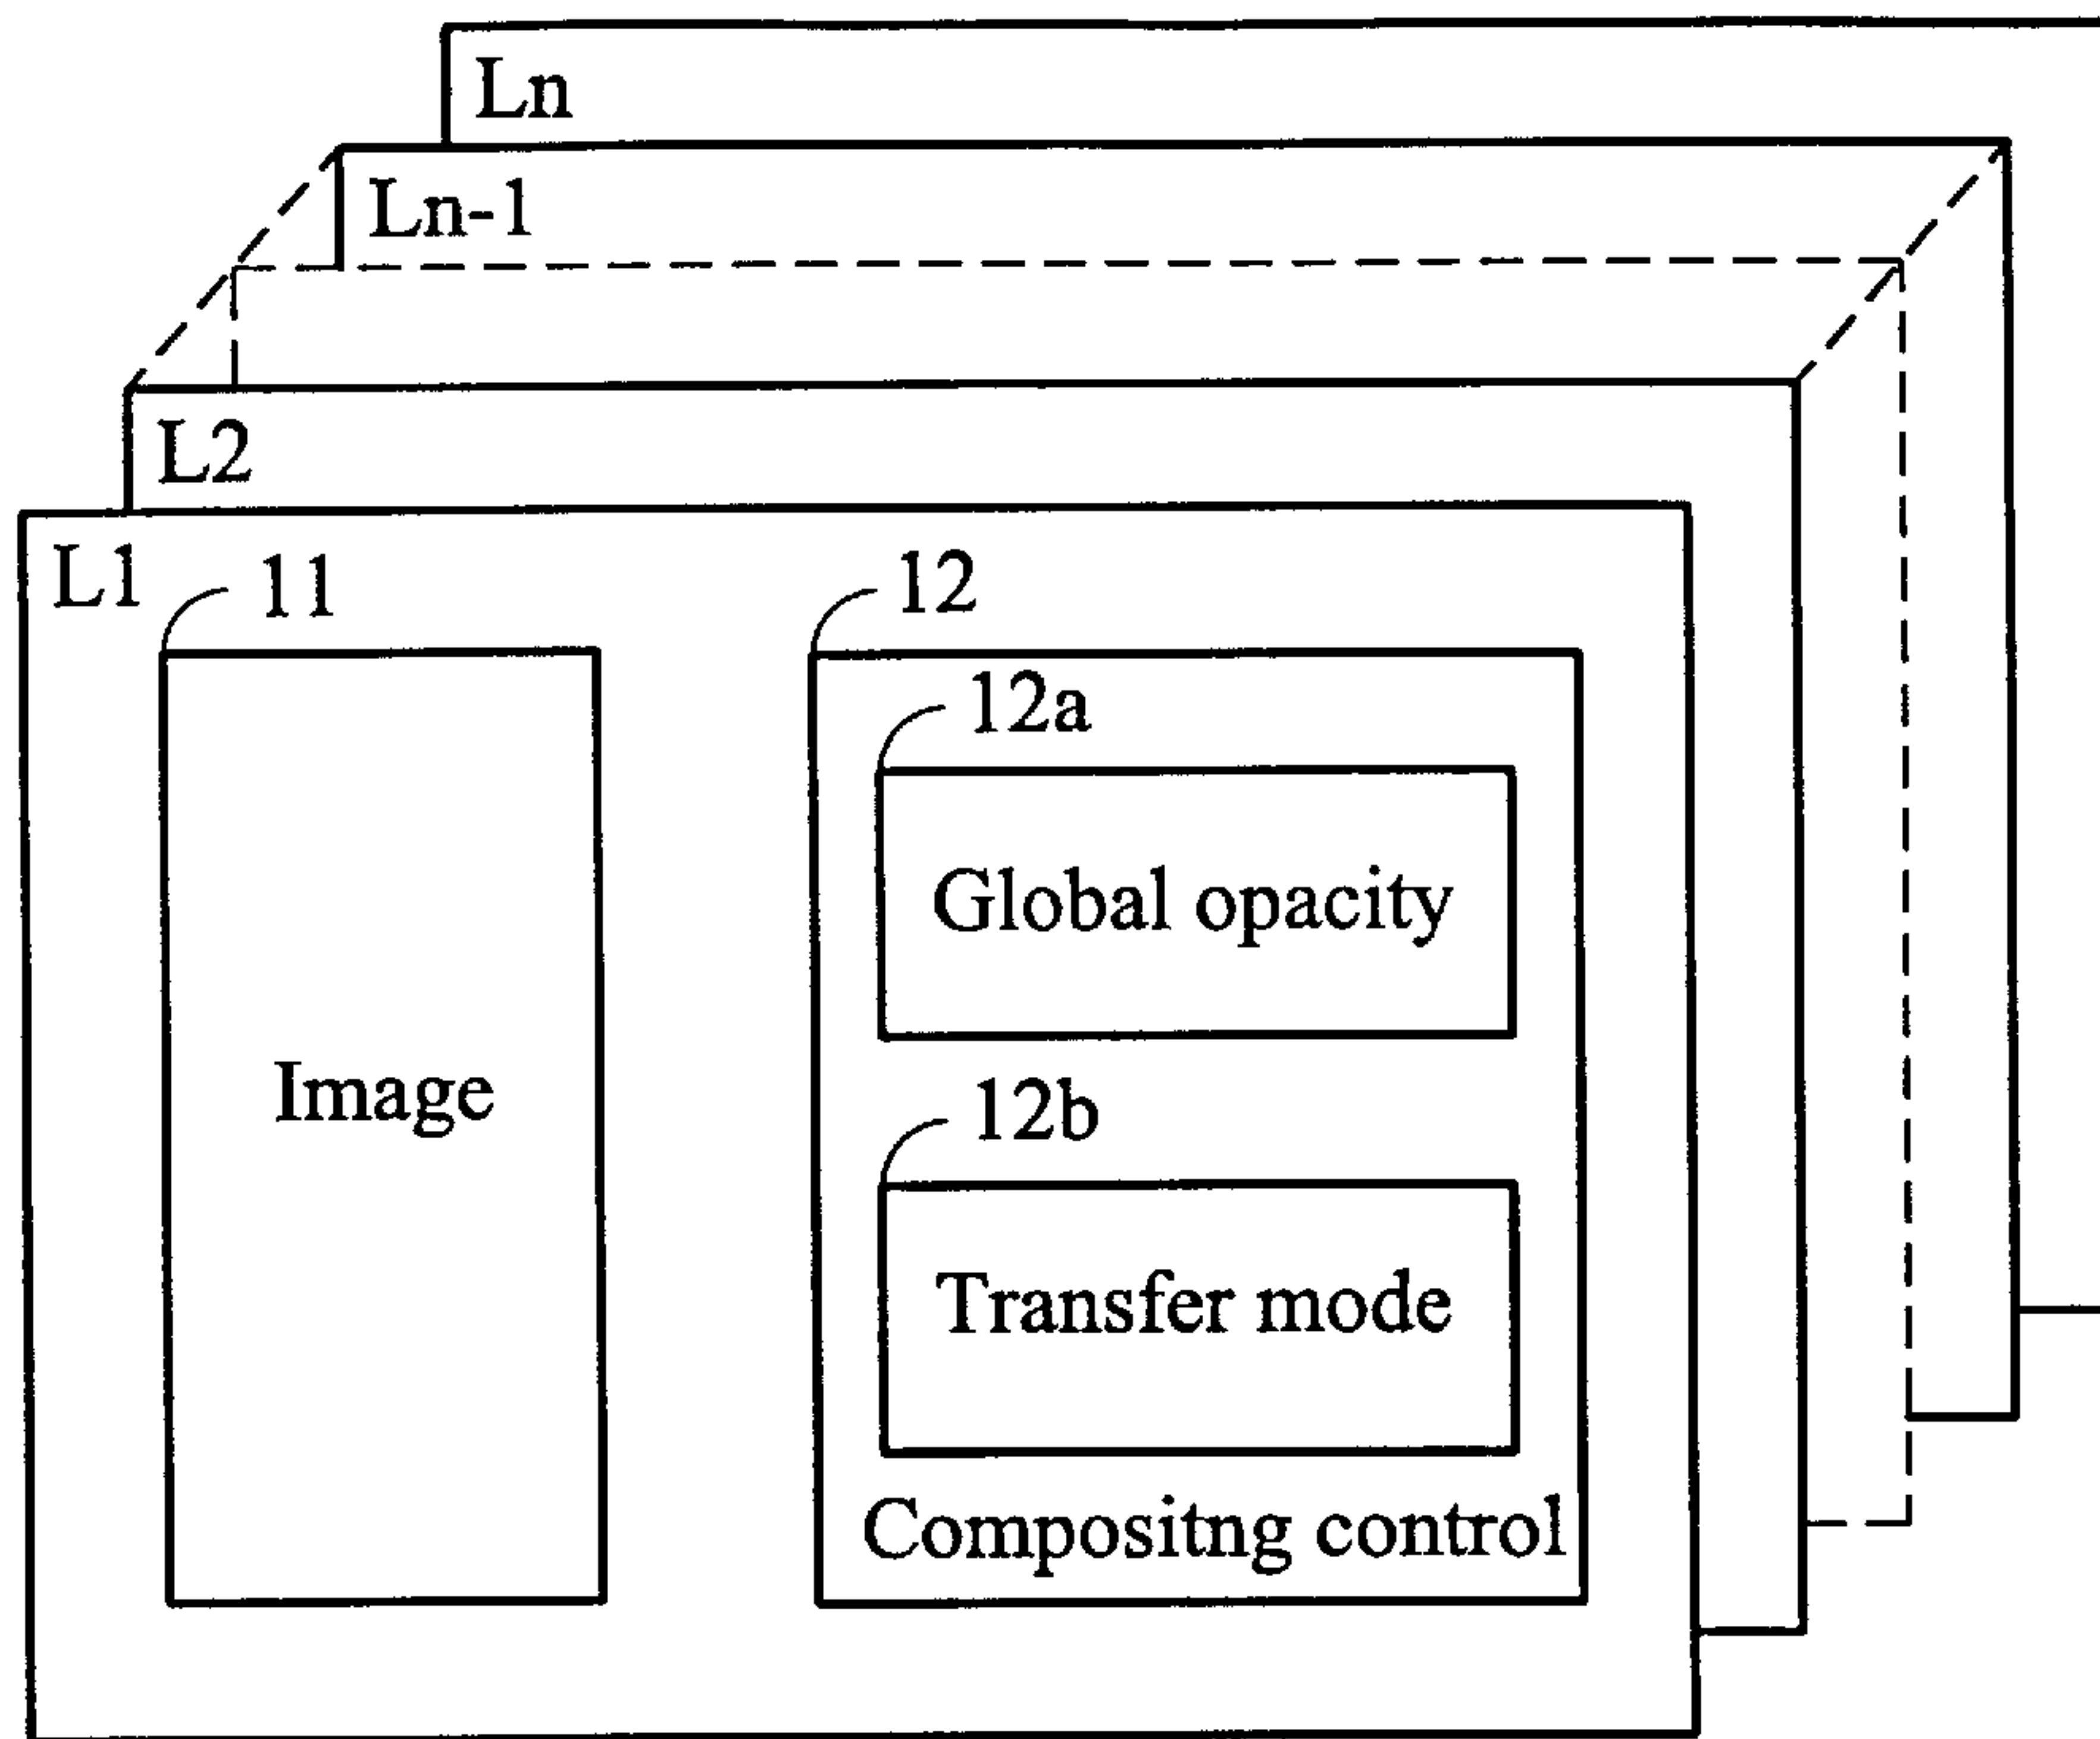 Ln
Ln-1
L2
L1
11
12
12a
Global opacity
Image
12b
Transfer mode
Compositng control